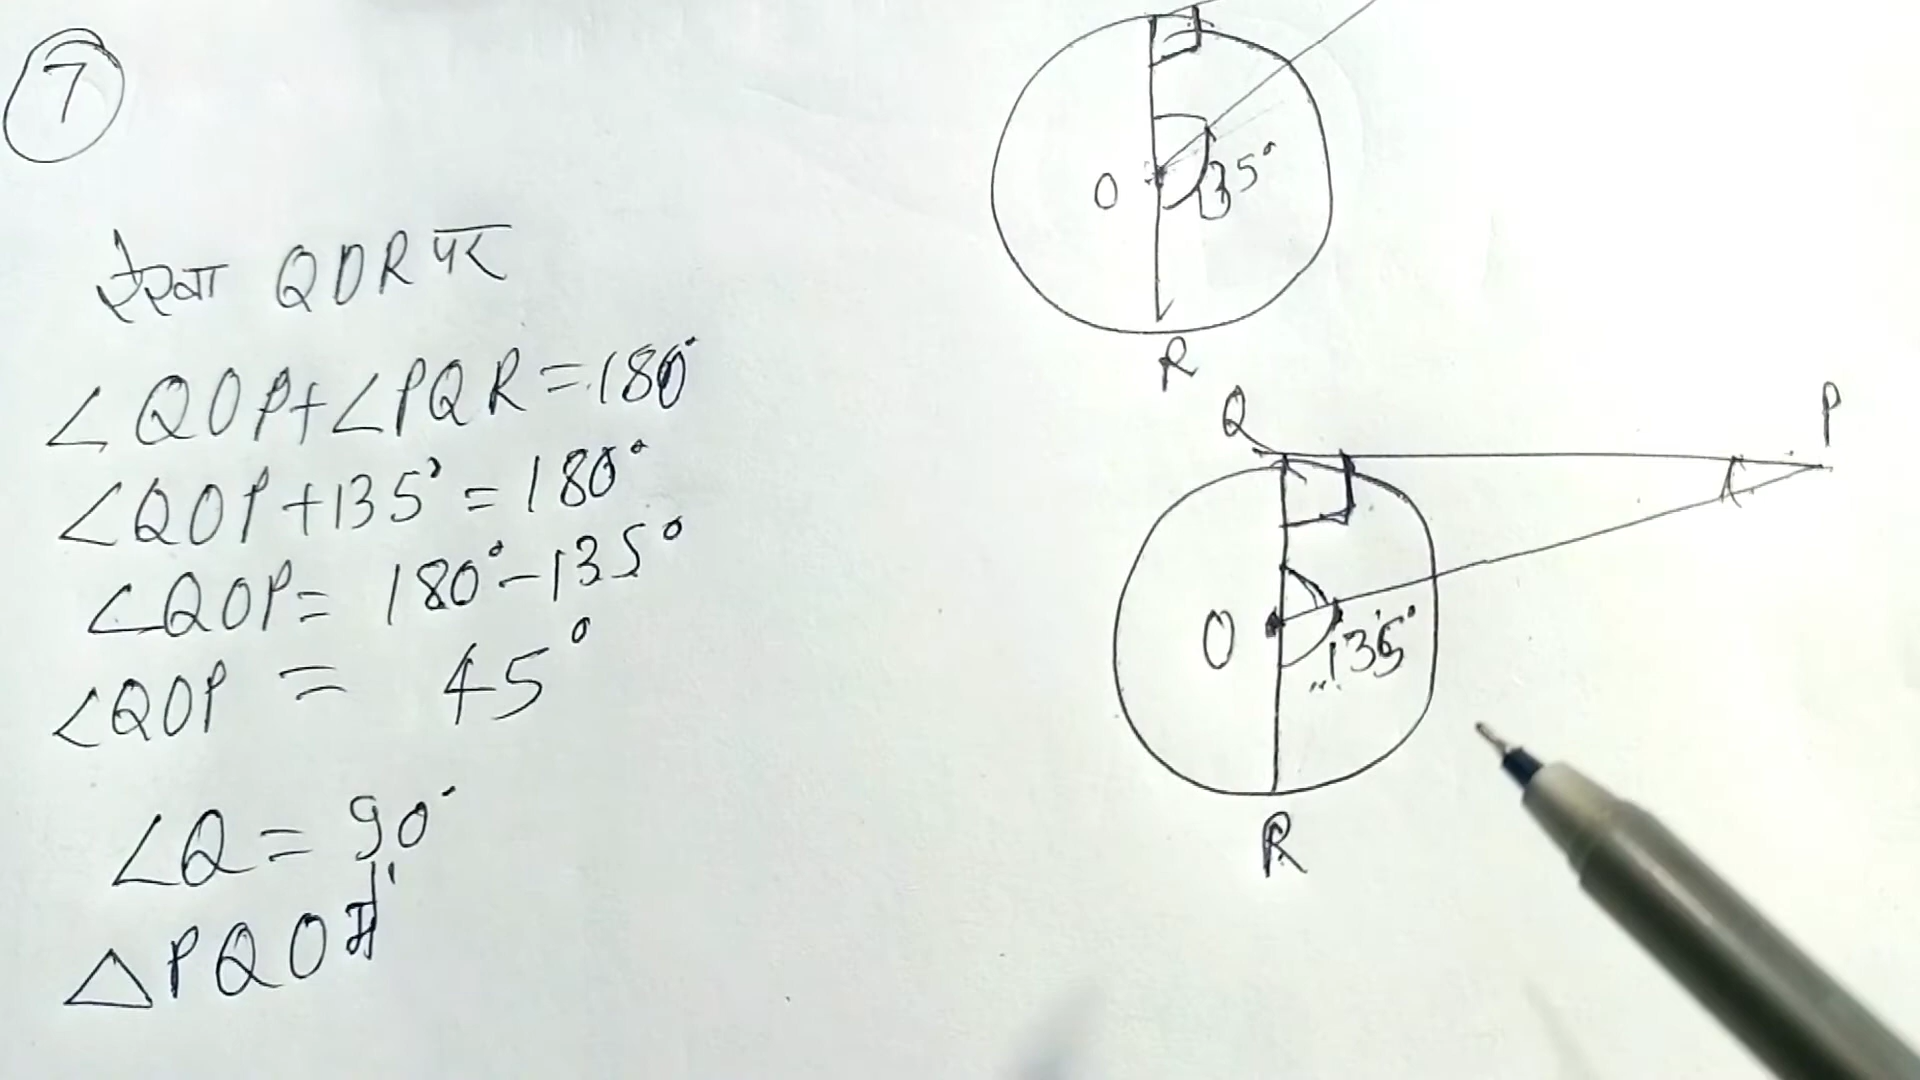 7
रेखा QOR पर
∠QOP+∠PQR=180°
∠QOP+135°=180°
∠QOP= 180°-135°
∠QOP = 45°
∠Q= 90°
△PQO में
O 135°
R
Q P
O 135°
R